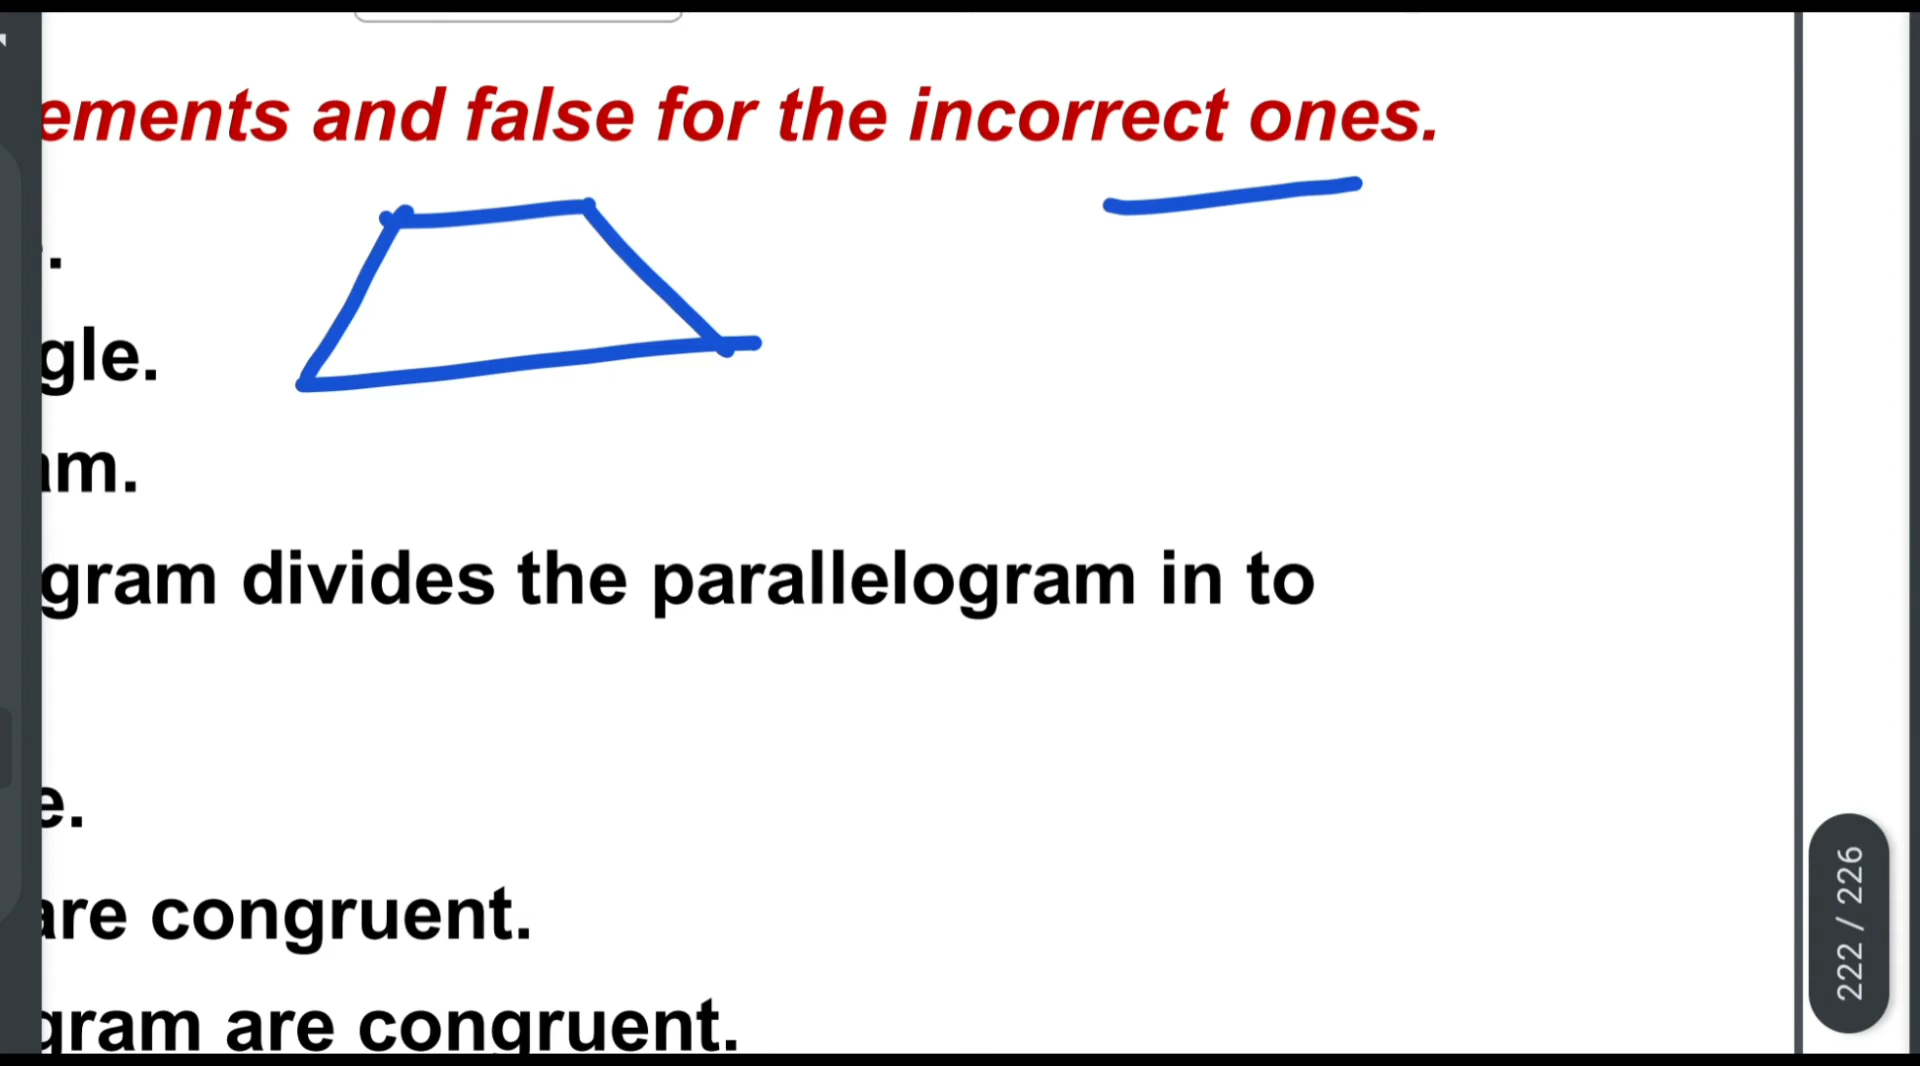 ements and false for the incorrect ones.
.
gle.
am.
gram divides the parallelogram in to
e.
are congruent.
gram are congruent.
222 / 226